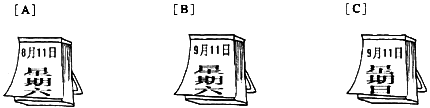 [A]
8月11日
星期六
[B]
9月11日
星期六
[C]
9月11日
星期日